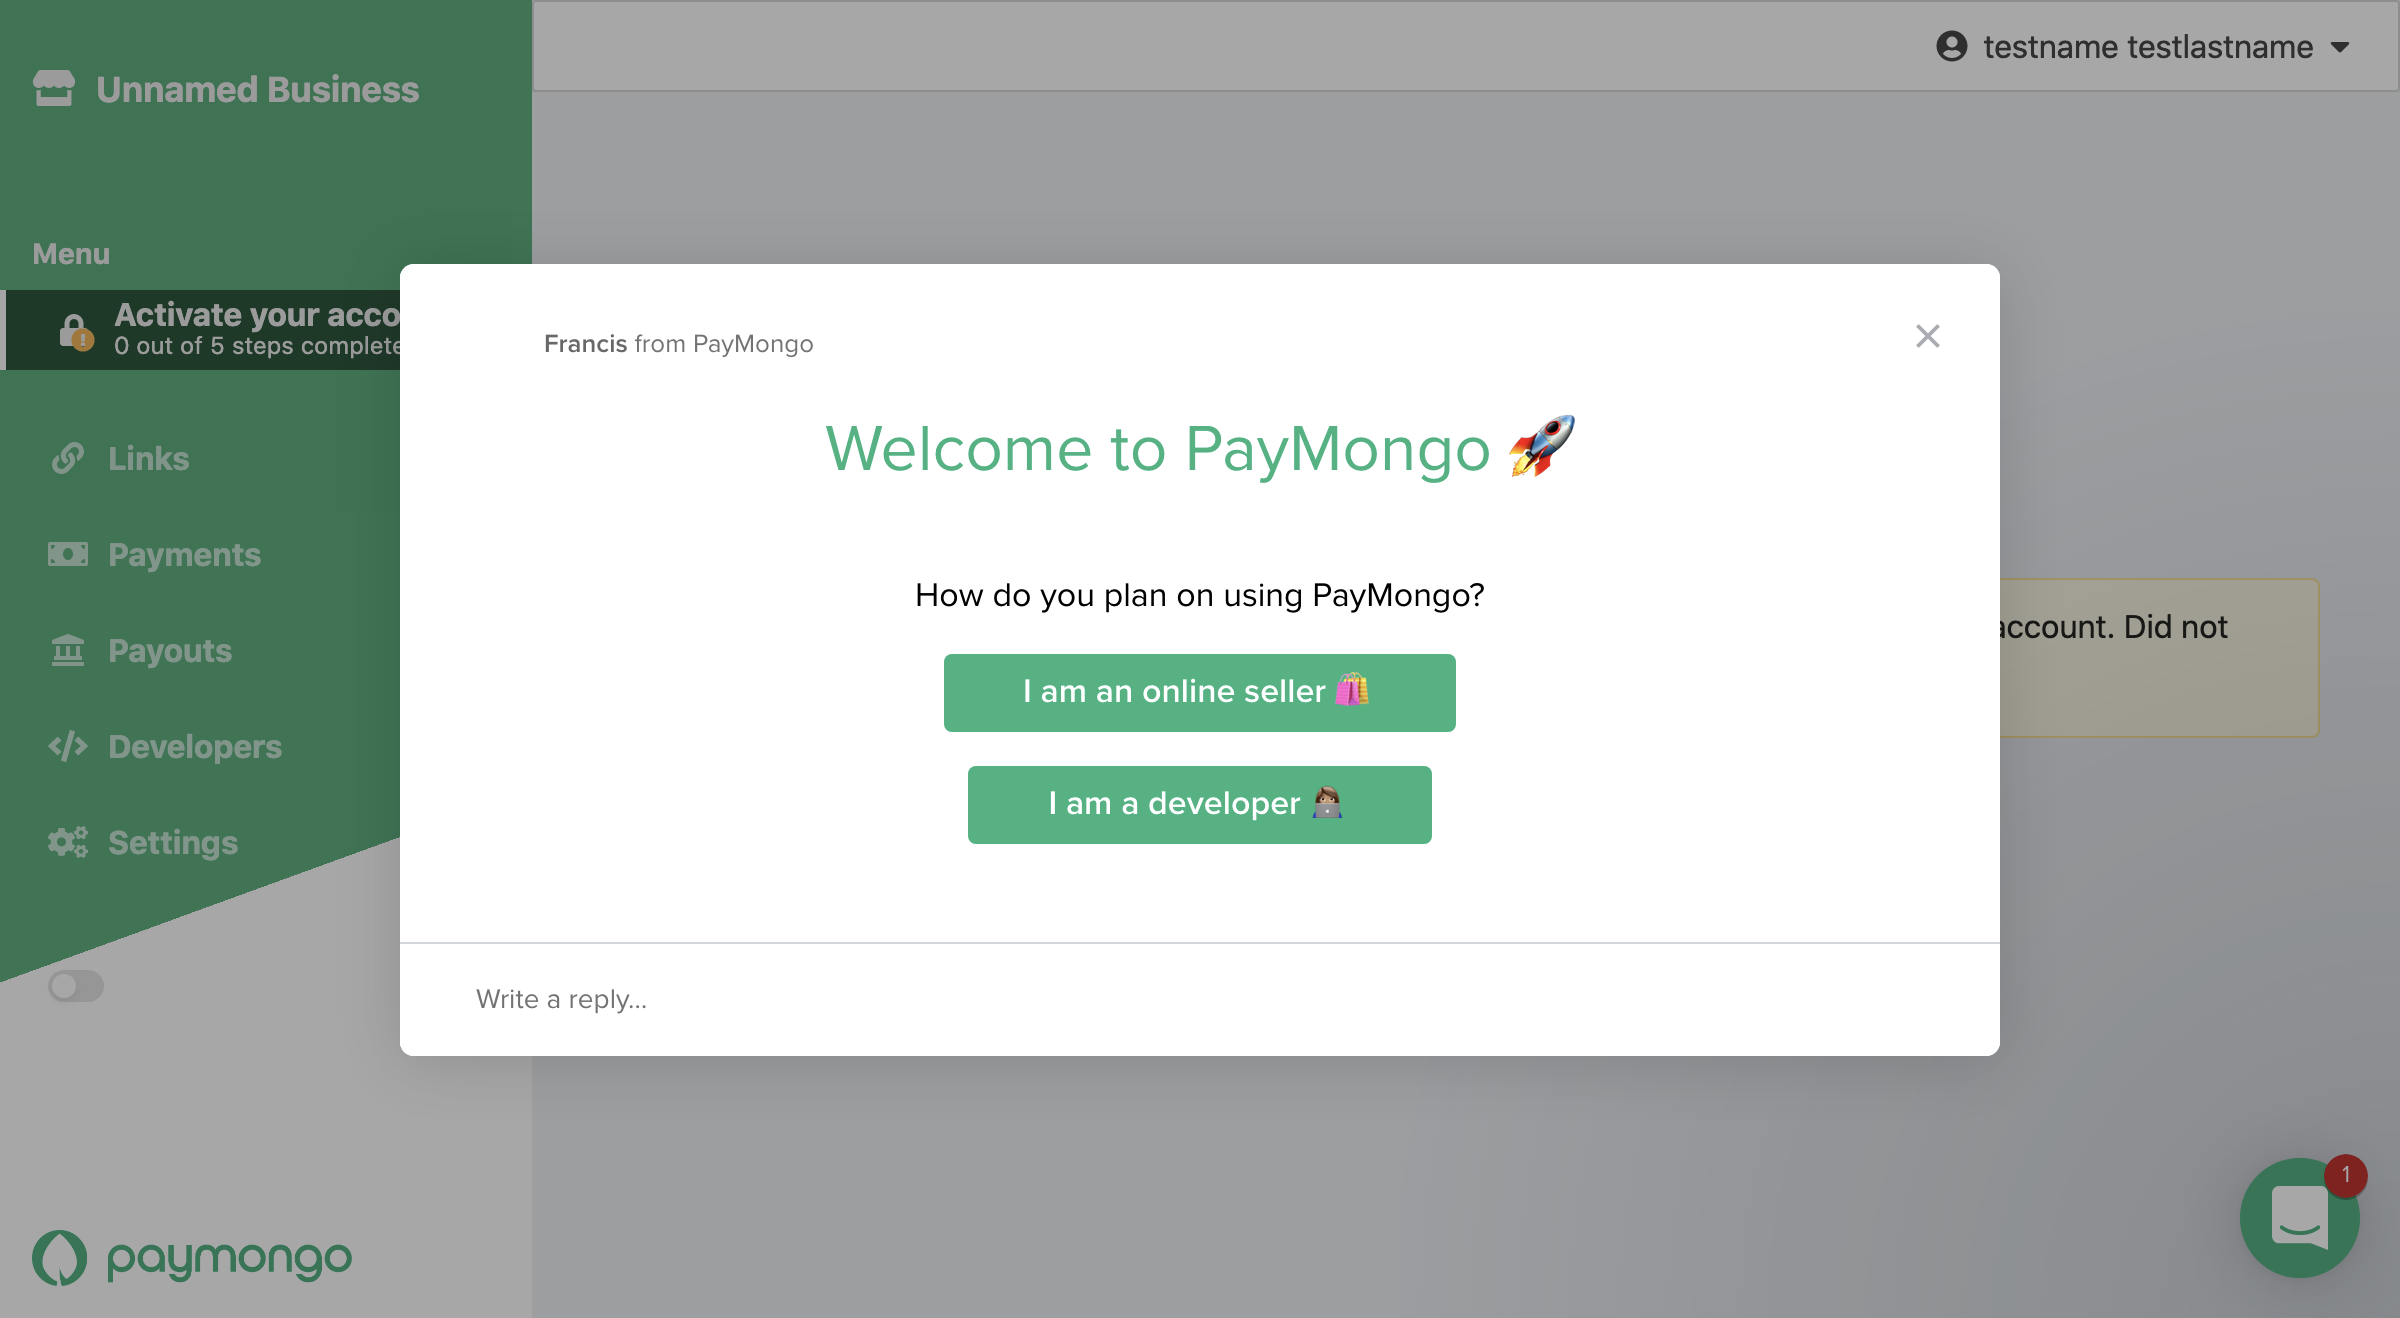 Unnamed Business
testname testlastname
Menu
Activate your acco
0 out of 5 steps complete
Links
Payments
Payouts
Developers
Settings
paymongo
Francis from PayMongo
Welcome to PayMongo 🚀
How do you plan on using PayMongo?
I am an online seller 🛍️
I am a developer 👩🏽‍💻
Write a reply...
account. Did not
1